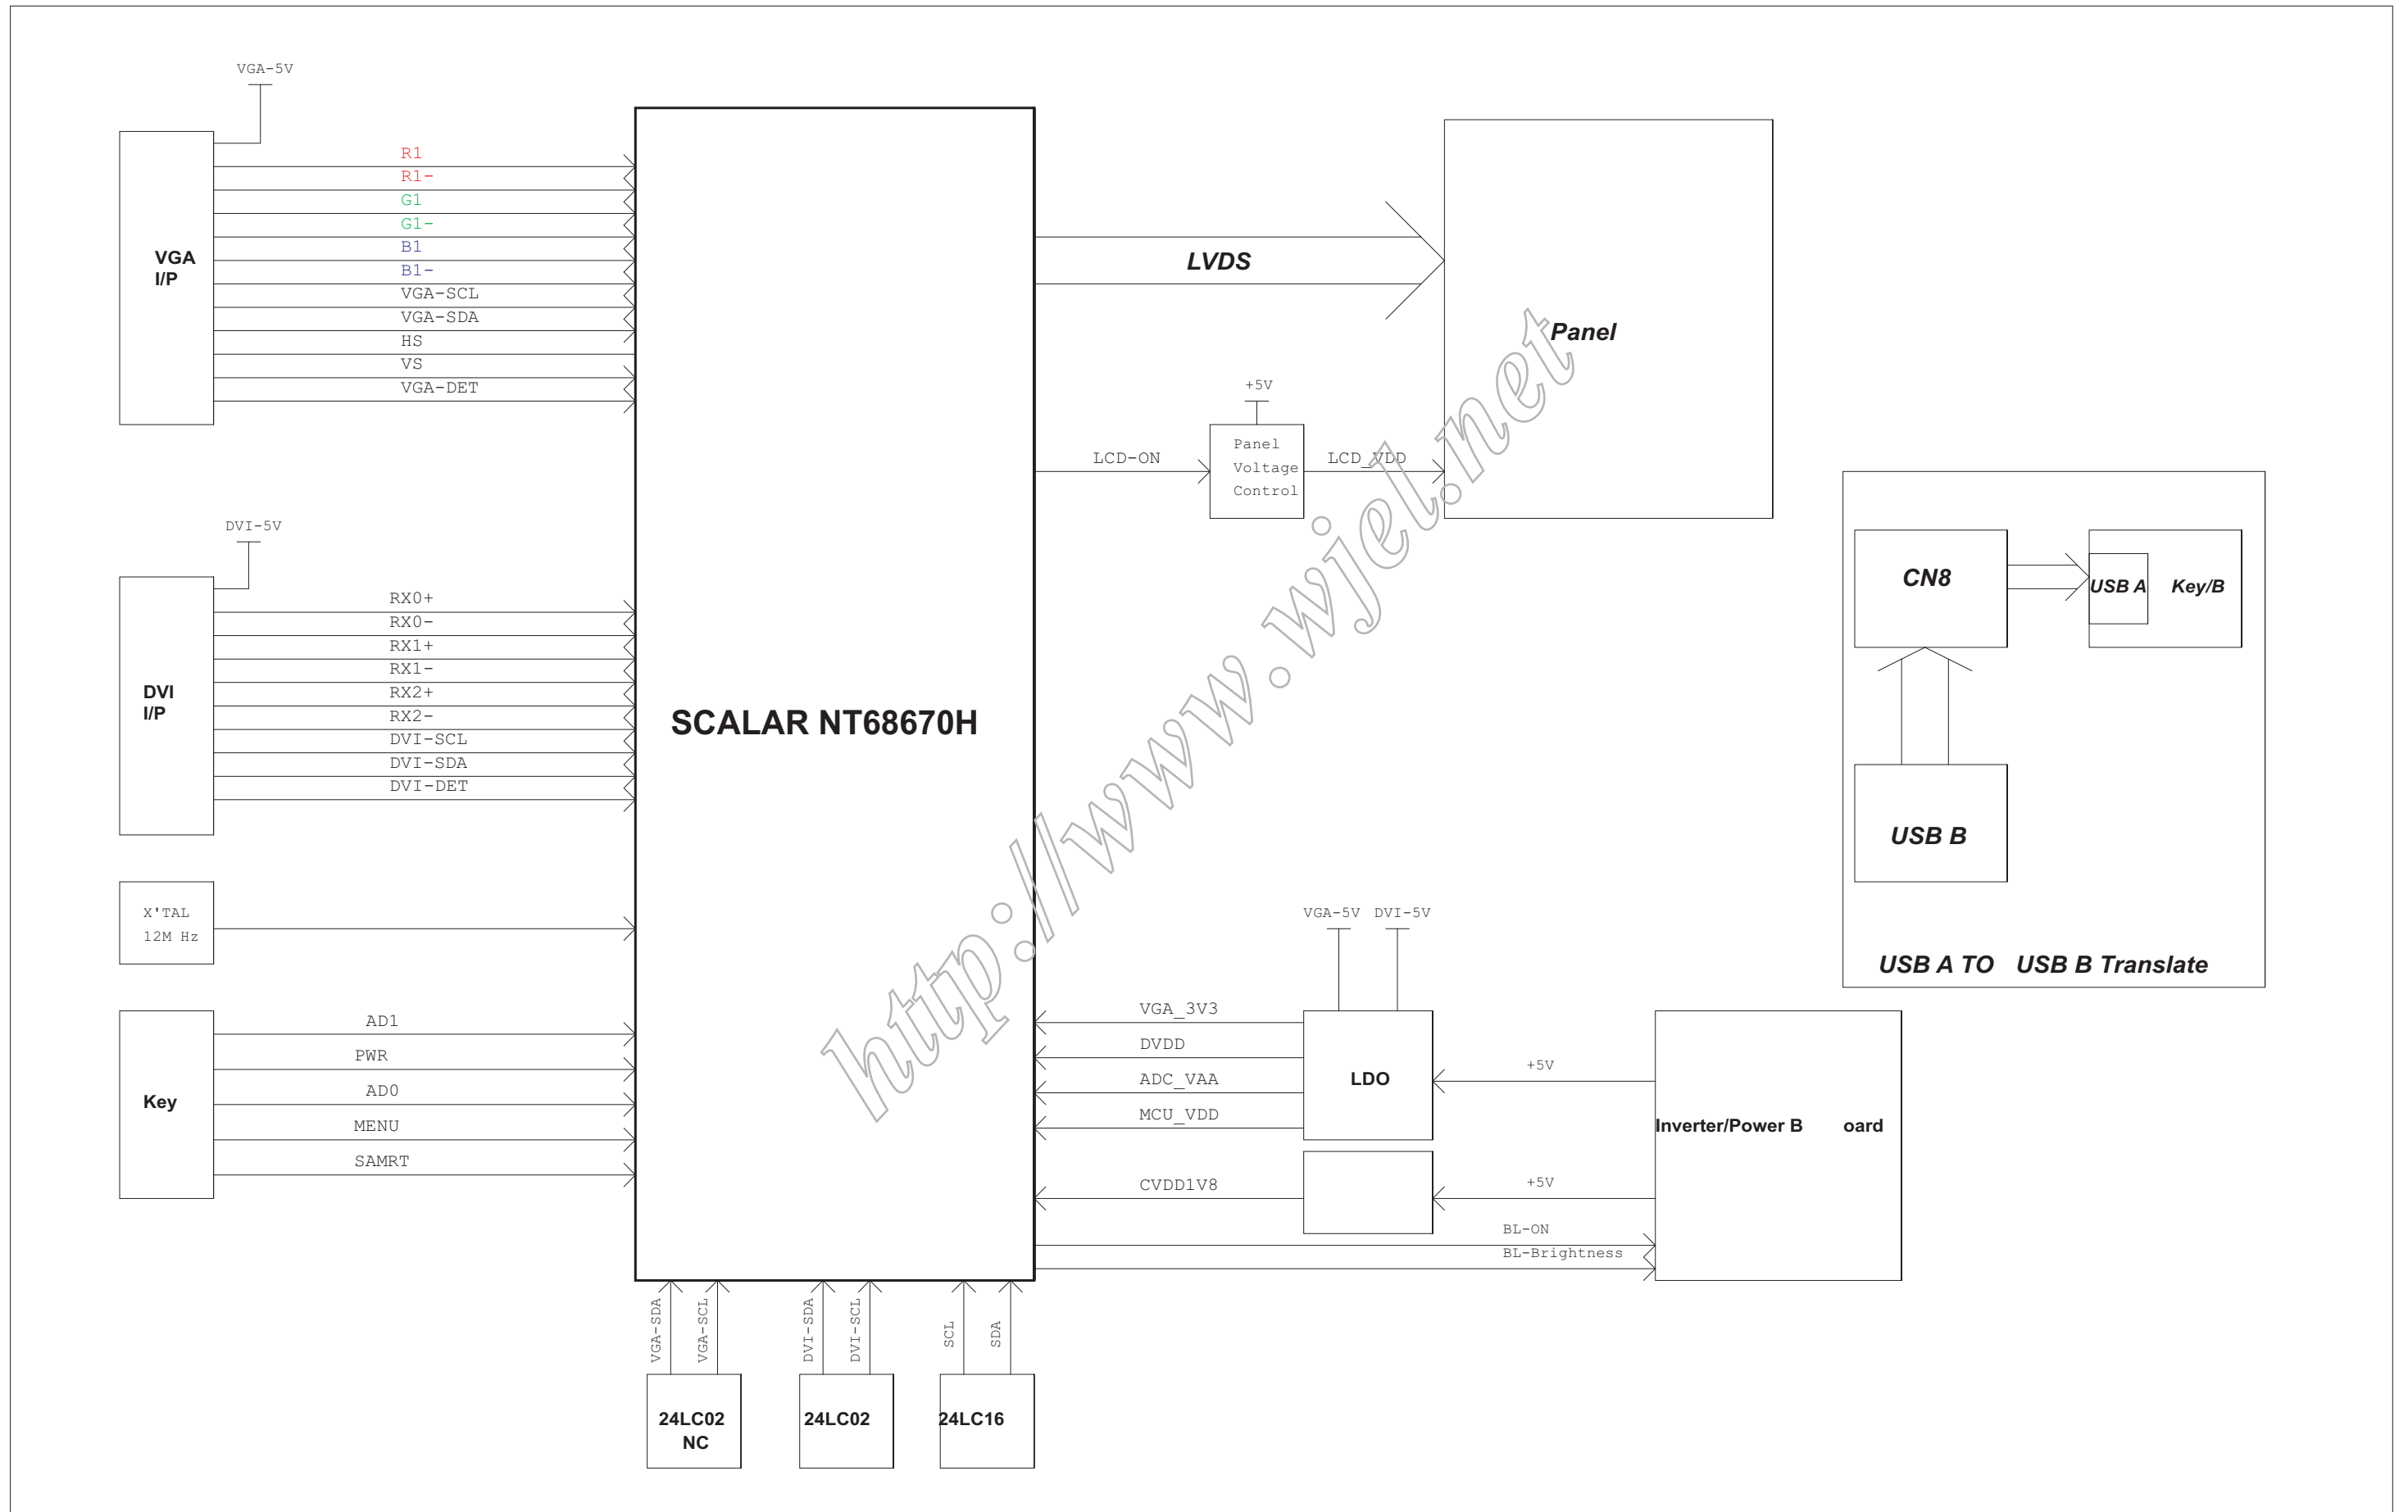 VGA-5V
VGA
I/P
R1
R1-
G1
G1-
B1
B1-
VGA-SCL
VGA-SDA
HS
VS
VGA-DET
DVI-5V
DVI
I/P
RX0+
RX0-
RX1+
RX1-
RX2+
RX2-
DVI-SCL
DVI-SDA
DVI-DET
X'TAL
12M Hz
Key
AD1
PWR
AD0
MENU
SAMRT
SCALAR NT68670H
VGA-SDA
VGA-SCL
DVI-SDA
DVI-SCL
SCL
SDA
24LC02
NC
24LC02
24LC16
LVDS
Panel
+5V
LCD-ON
Panel
Voltage
Control
LCD_VDD
VGA-5V DVI-5V
VGA_3V3
DVDD
ADC_VAA
MCU_VDD
LDO
+5V
CVDD1V8
+5V
BL-ON
BL-Brightness
Inverter/Power B oard
CN8
USB A Key/B
USB B
USB A TO USB B Translate
http://www.wjel.net